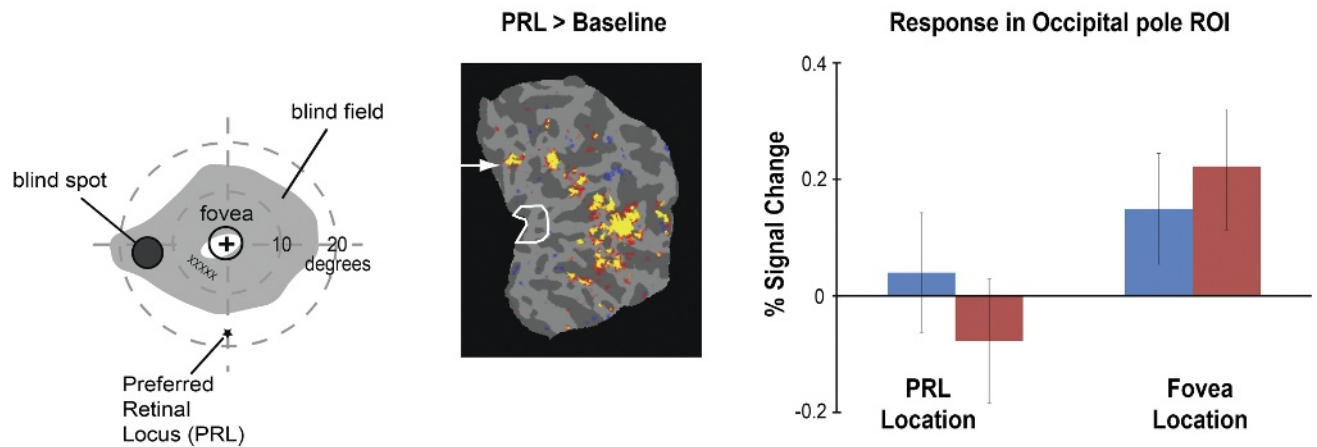 blind field
blind spot
fovea
+
10
20
degrees
xxxxx
Preferred
Retinal
Locus (PRL)
PRL > Baseline
Response in Occipital pole ROI
% Signal Change
0.4
0.2
0
-0.2
PRL
Location
Fovea
Location